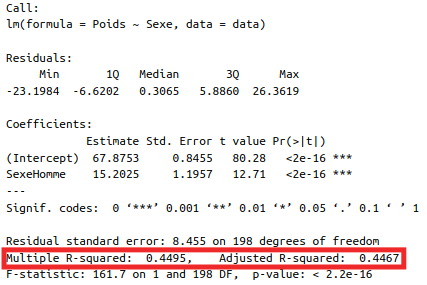 Call:
lm(formula = Poids ~ Sexe, data = data)
Residuals:
Min 1Q Median 3Q Max
-23.1984 -6.6202 0.3065 5.8860 26.3619
Coefficients:
Estimate Std. Error t value Pr(>|t|)
(Intercept) 67.8753 0.8455 80.28 <2e-16 ***
SexeHomme 15.2025 1.1957 12.71 <2e-16 ***
---
Signif. codes: 0 ‘***’ 0.001 ‘**’ 0.01 ‘*’ 0.05 ‘.’ 0.1 ‘ ’ 1
Residual standard error: 8.455 on 198 degrees of freedom
Multiple R-squared: 0.4495, Adjusted R-squared: 0.4467
F-statistic: 161.7 on 1 and 198 DF, p-value: < 2.2e-16